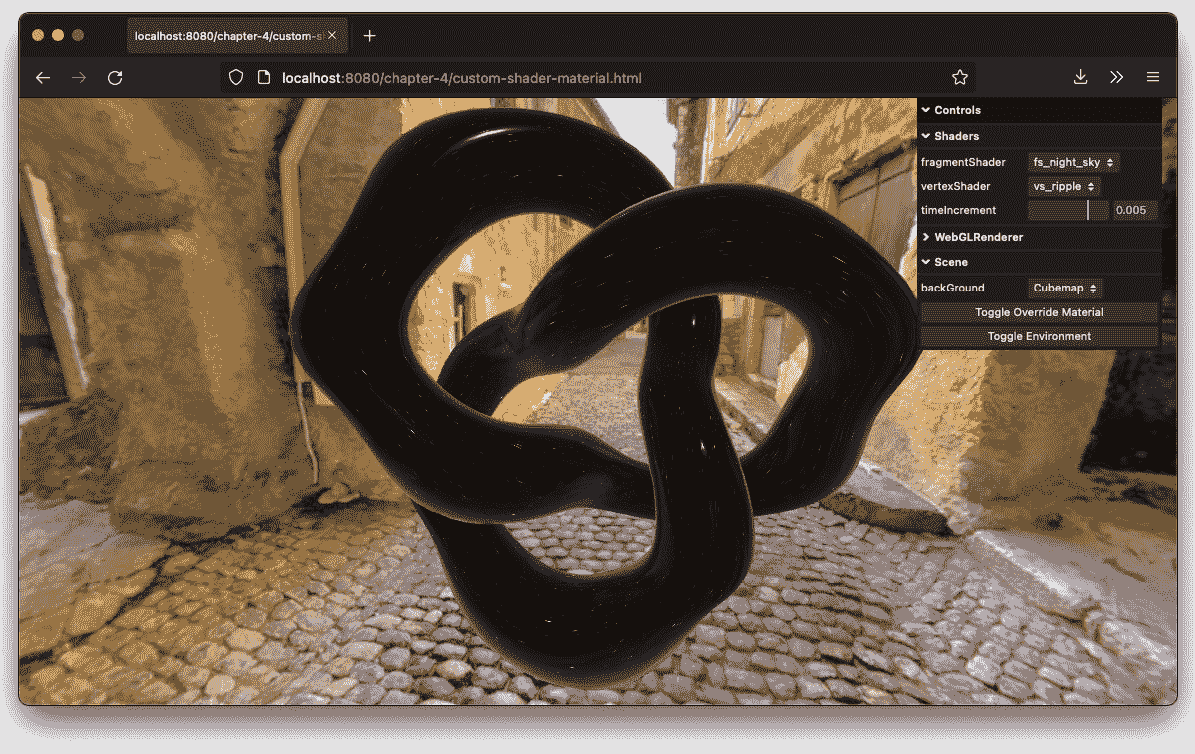 localhost:8080/chapter-4/custom-s
localhost:8080/chapter-4/custom-shader-material.html
Controls
Shaders
fragmentShader fs_night_sky
vertexShader vs_ripple
timeIncrement 0.005
WebGLRenderer
Scene
backGround Cubemap
Toggle Override Material
Toggle Environment